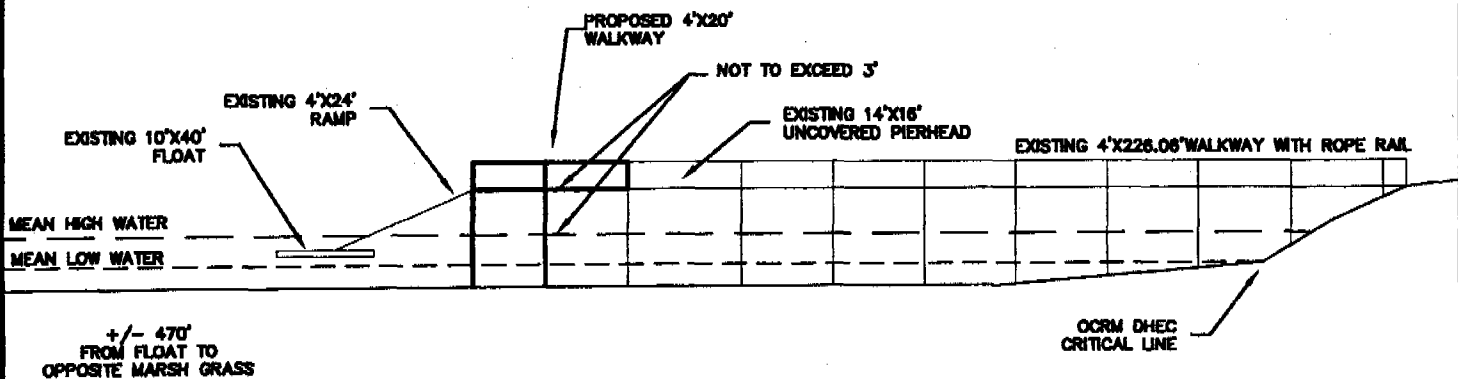 PROPOSED 4'X20'
WALKWAY
NOT TO EXCEED 3'
EXISTING 4'X24'
RAMP
EXISTING 14'X16'
UNCOVERED PIERHEAD
EXISTING 10'X40'
FLOAT
EXISTING 4'X226.06'WALKWAY WITH ROPE RAIL
MEAN HIGH WATER
MEAN LOW WATER
+/- 470'
FROM FLOAT TO
OPPOSITE MARSH GRASS
OCRM DHEC
CRITICAL LINE